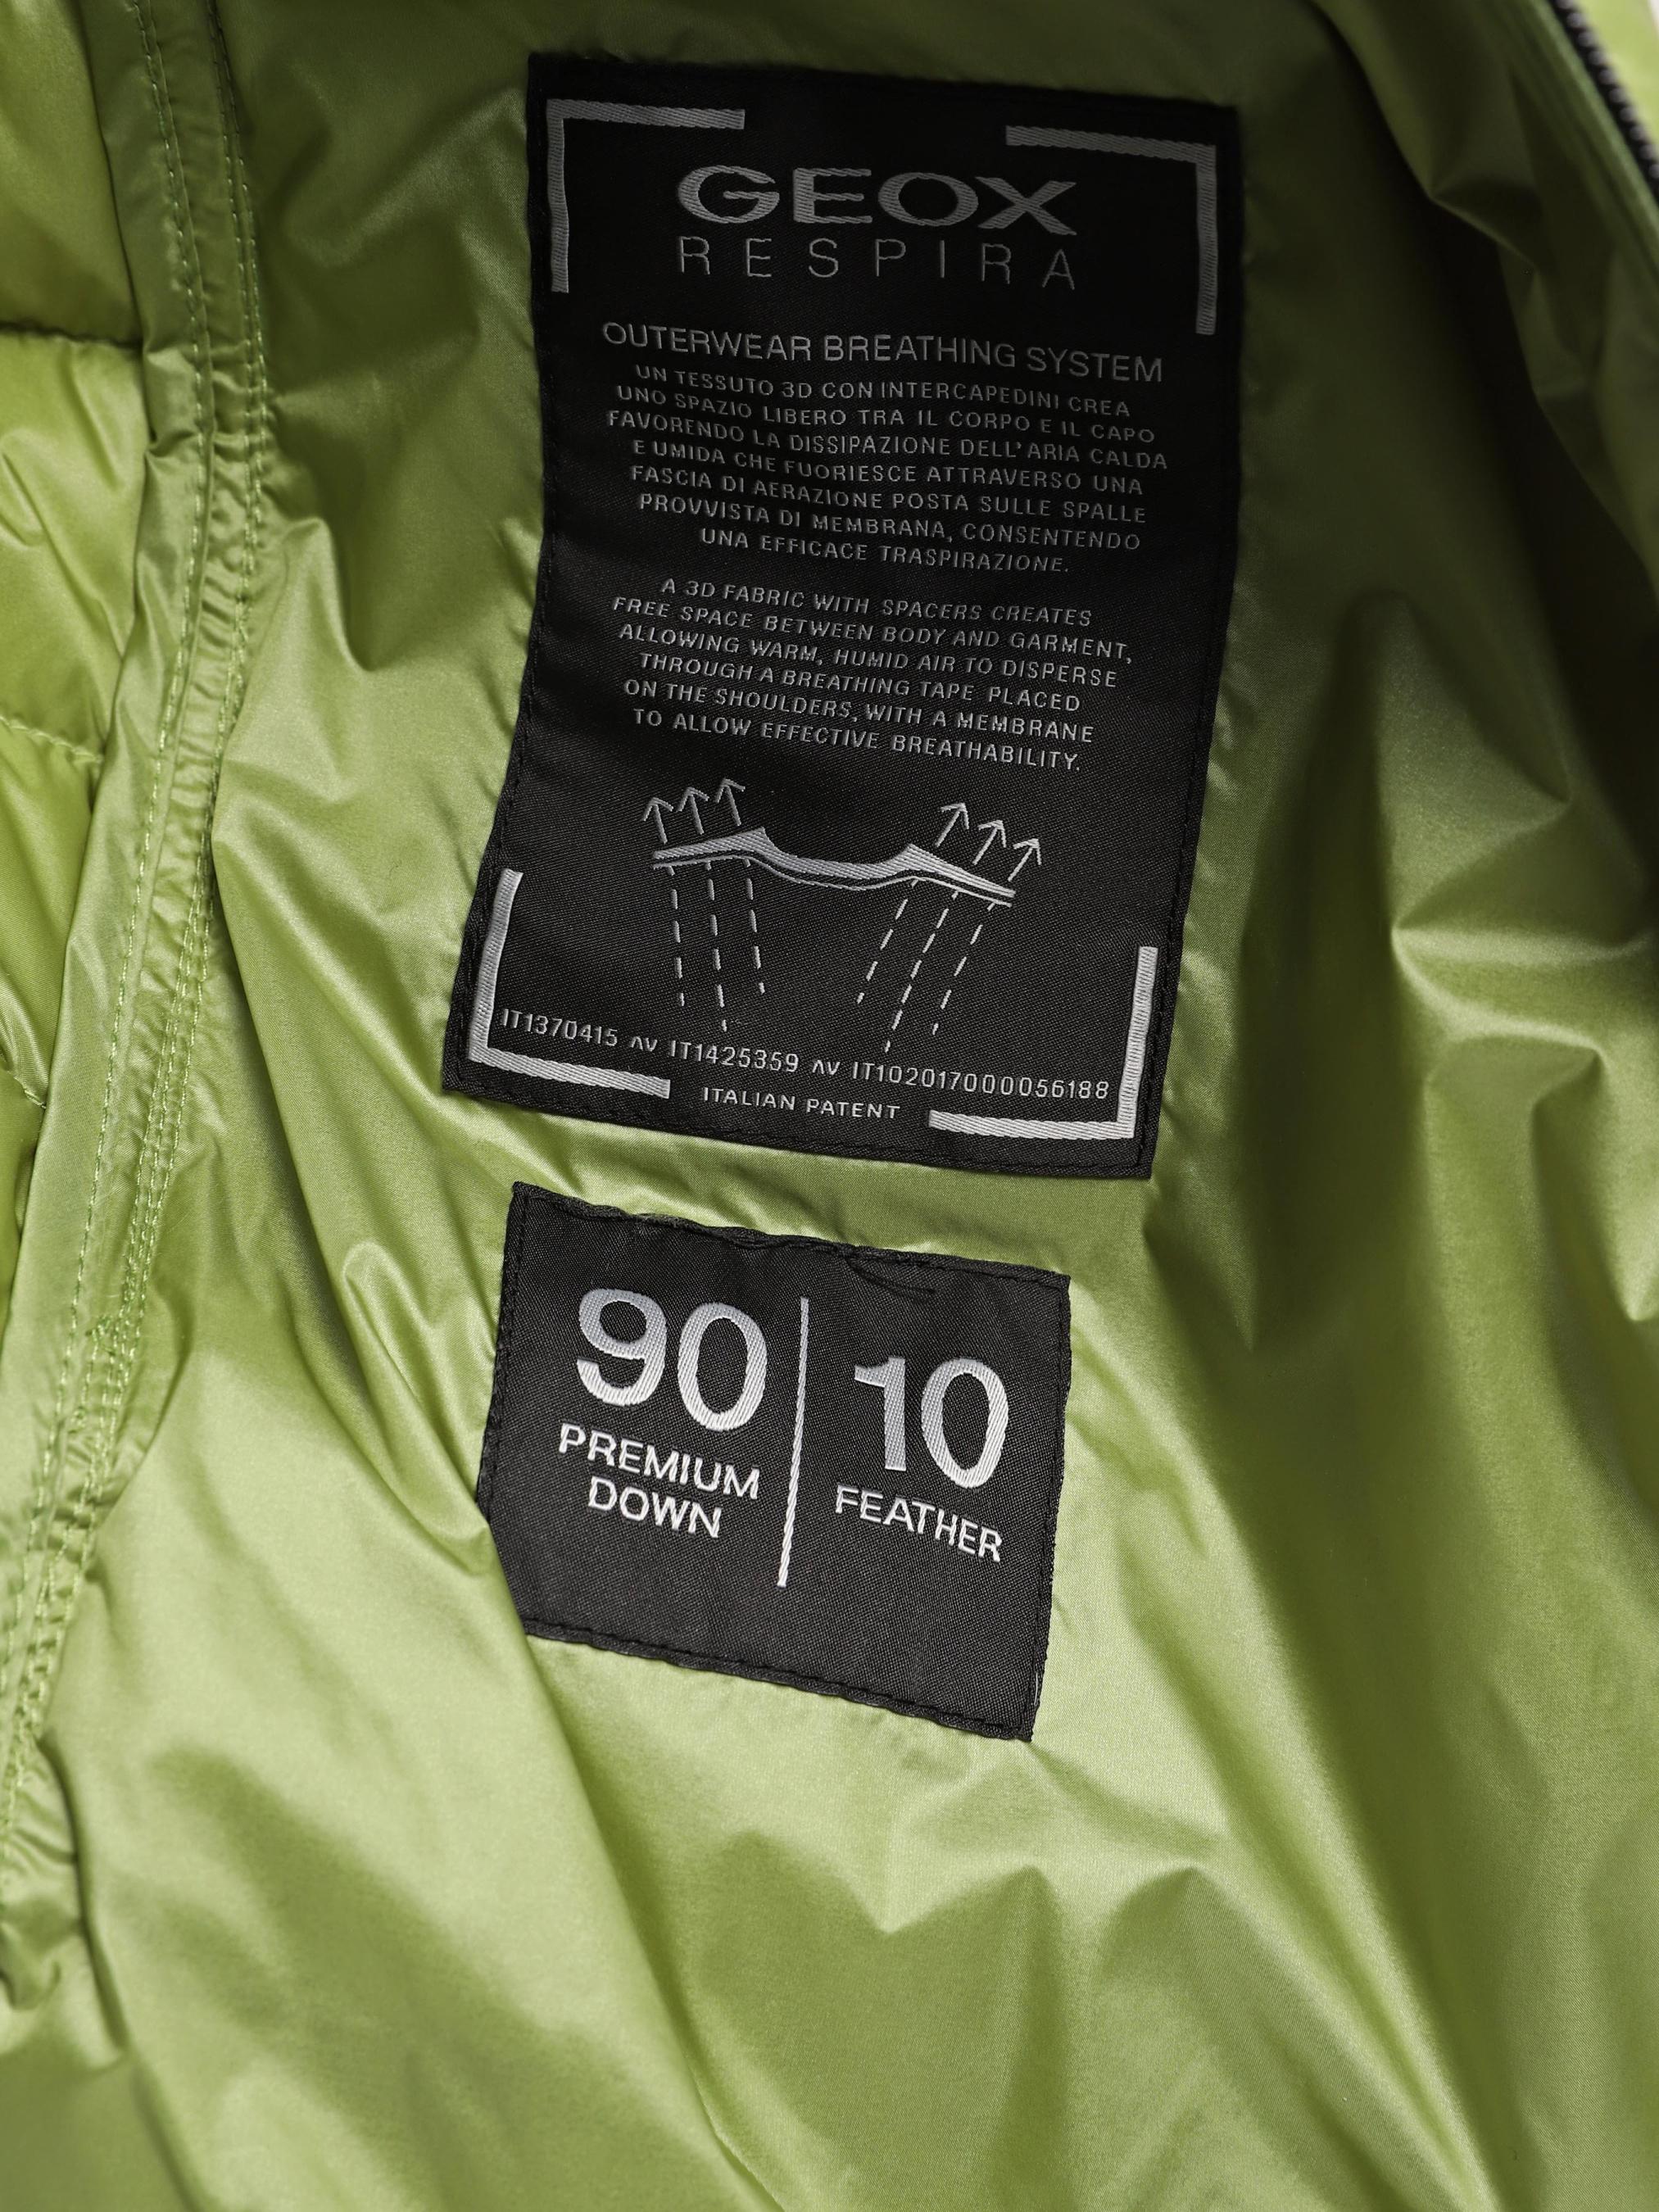 GEOX
RESPIRA
OUTERWEAR BREATHING SYSTEM
UN TESSUTO 3D CON INTERCAPEDINI CREA
UNO SPAZIO LIBERO TRA IL CORPO E IL CAPO
FAVORENDO LA DISSIPAZIONE DELL'ARIA CALDA
E UMIDA CHE FUORIESCE ATTRAVERSO UNA
FASCIA DI AERAZIONE POSTA SULLE SPALLE
PROVVISTA DI MEMBRANA, CONSENTENDO
UNA EFFICACE TRASPIRAZIONE.
A 3D FABRIC WITH SPACERS CREATES
FREE SPACE BETWEEN BODY AND GARMENT,
ALLOWING WARM, HUMID AIR TO DISPERSE
THROUGH A BREATHING TAPE PLACED
ON THE SHOULDERS, WITH A MEMBRANE
TO ALLOW EFFECTIVE BREATHABILITY.
IT1370415 ΛV IT1425359 ΛV IT102017000056188
ITALIAN PATENT
90 10
PREMIUM DOWN
FEATHER